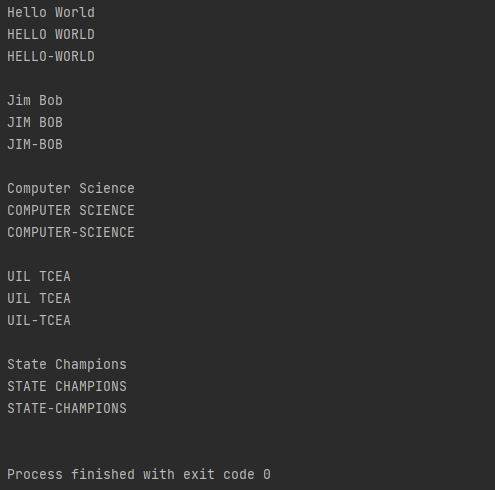 Hello World
HELLO WORLD
HELLO-WORLD
Jim Bob
JIM BOB
JIM-BOB
Computer Science
COMPUTER SCIENCE
COMPUTER-SCIENCE
UIL TCEA
UIL TCEA
UIL-TCEA
State Champions
STATE CHAMPIONS
STATE-CHAMPIONS
Process finished with exit code 0